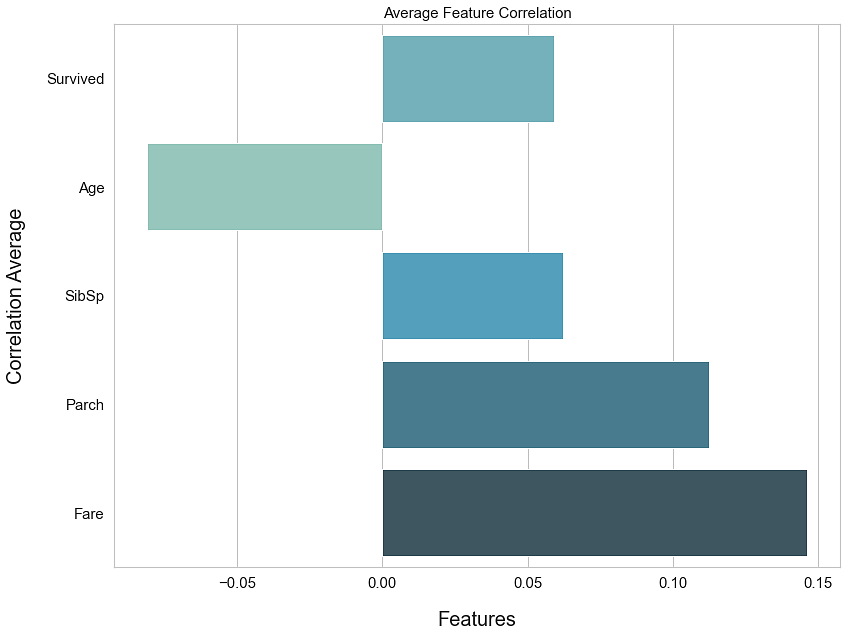 Average Feature Correlation
Correlation Average
Survived
Age
SibSp
Parch
Fare
−0.05
0.00
0.05
0.10
0.15
Features